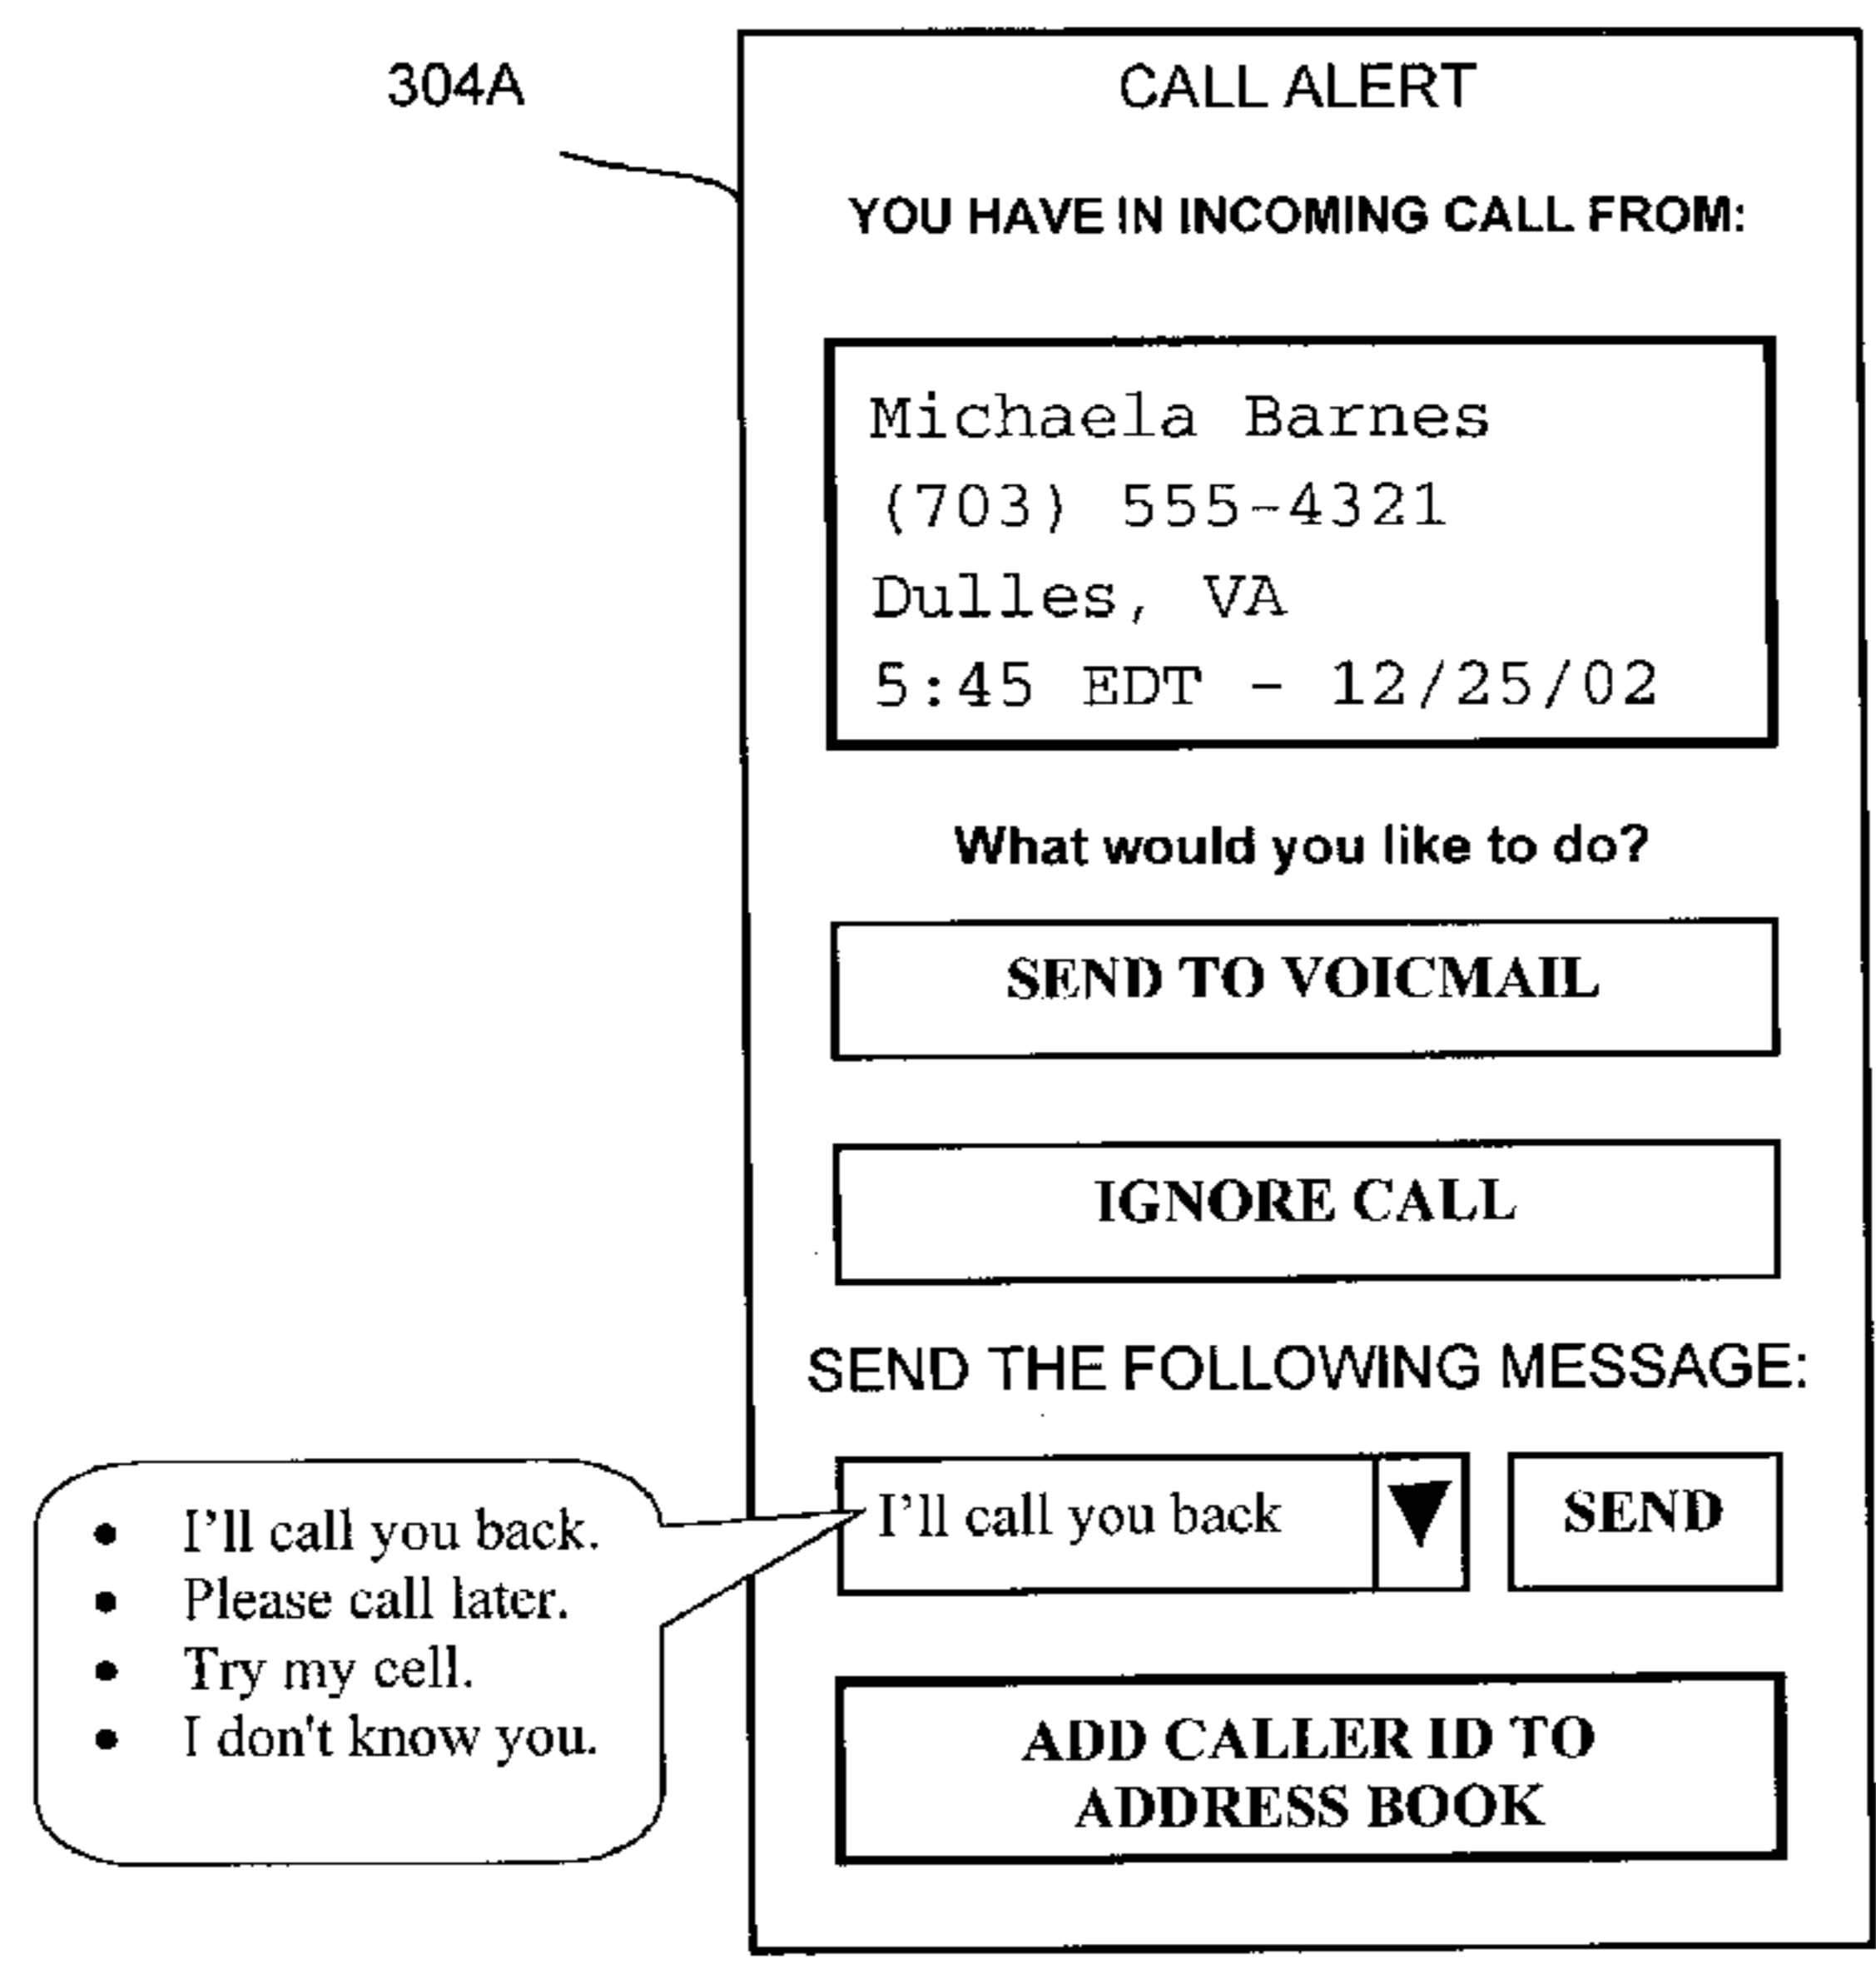 304A
CALL ALERT
YOU HAVE IN INCOMING CALL FROM:
Michaela Barnes
(703) 555-4321
Dulles, VA
5:45 EDT - 12/25/02
What would you like to do?
SEND TO VOICMAIL
IGNORE CALL
SEND THE FOLLOWING MESSAGE:
I'll call you back
SEND
• I'll call you back.
• Please call later.
• Try my cell.
• I don't know you.
ADD CALLER ID TO
ADDRESS BOOK